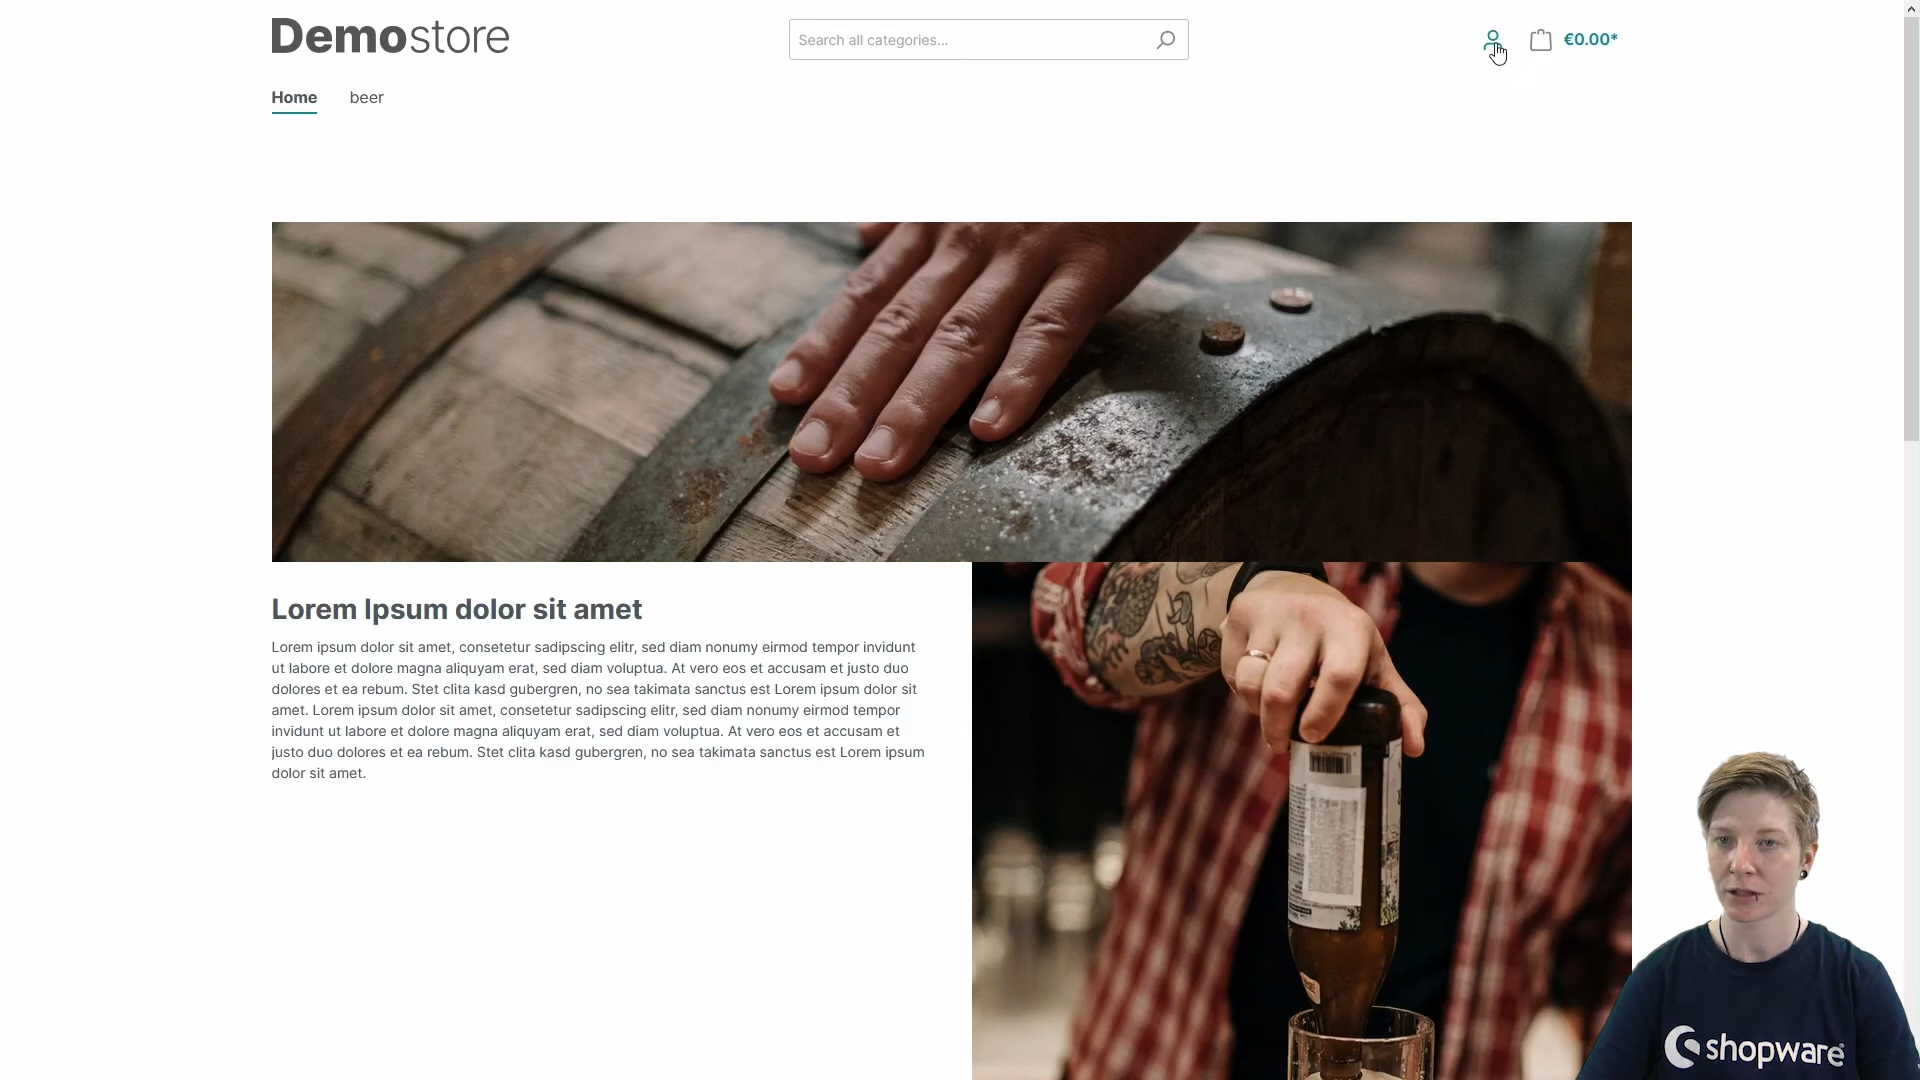 Demostore
Search all categories...
€0.00*
Home
beer
Lorem Ipsum dolor sit amet
Lorem ipsum dolor sit amet, consetetur sadipscing elitr, sed diam nonumy eirmod tempor invidunt
ut labore et dolore magna aliquyam erat, sed diam voluptua. At vero eos et accusam et justo duo
dolores et ea rebum. Stet clita kasd gubergren, no sea takimata sanctus est Lorem ipsum dolor sit
amet. Lorem ipsum dolor sit amet, consetetur sadipscing elitr, sed diam nonumy eirmod tempor
invidunt ut labore et dolore magna aliquyam erat, sed diam voluptua. At vero eos et accusam et
justo duo dolores et ea rebum. Stet clita kasd gubergren, no sea takimata sanctus est Lorem ipsum
dolor sit amet.
shopware